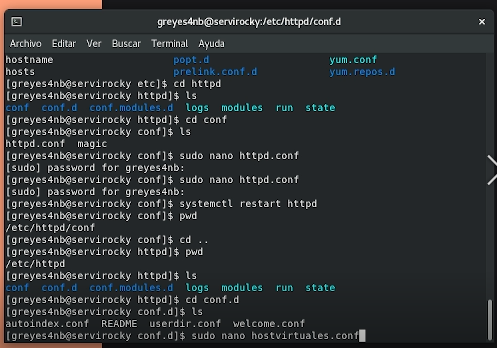 greyes4nb@servirocky:/etc/httpd/conf.d
Archivo Editar Ver Buscar Terminal Ayuda
hostname popt.d yum.conf
hosts prelink.conf.d yum.repos.d
[greyes4nb@servirocky etc]$ cd httpd
[greyes4nb@servirocky httpd]$ ls
conf conf.d conf.modules.d logs modules run state
[greyes4nb@servirocky httpd]$ cd conf
[greyes4nb@servirocky conf]$ ls
httpd.conf magic
[greyes4nb@servirocky conf]$ sudo nano httpd.conf
[sudo] password for greyes4nb:
[greyes4nb@servirocky conf]$ sudo nano httpd.conf
[sudo] password for greyes4nb:
[greyes4nb@servirocky conf]$ systemctl restart httpd
[greyes4nb@servirocky conf]$ pwd
/etc/httpd/conf
[greyes4nb@servirocky conf]$ cd ..
[greyes4nb@servirocky httpd]$ pwd
/etc/httpd
[greyes4nb@servirocky httpd]$ ls
conf conf.d conf.modules.d logs modules run state
[greyes4nb@servirocky httpd]$ cd conf.d
[greyes4nb@servirocky conf.d]$ ls
autoindex.conf README userdir.conf welcome.conf
[greyes4nb@servirocky conf.d]$ sudo nano hostvirtuales.conf